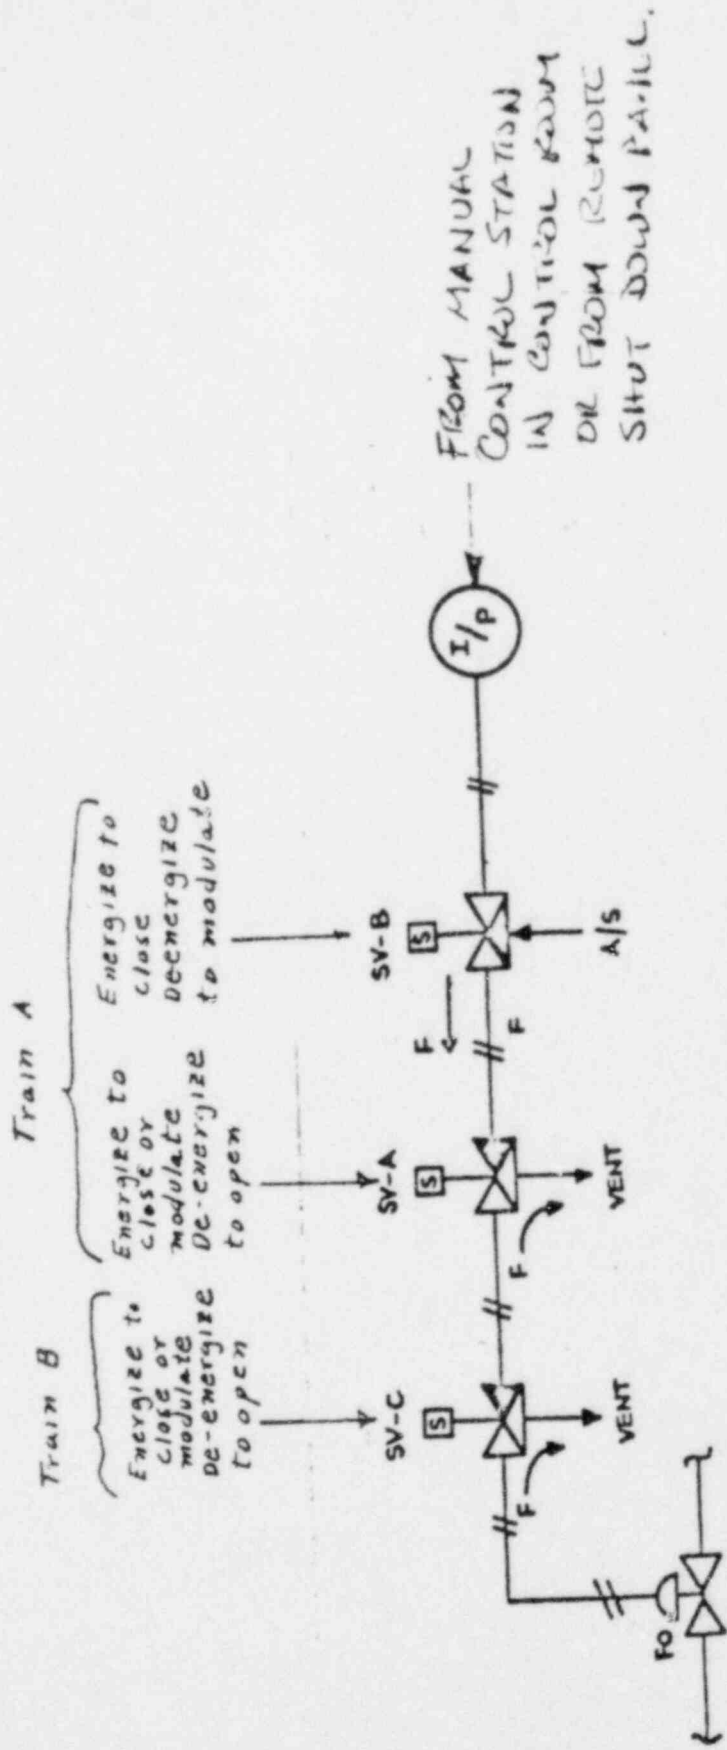 Train B
Energize to
close or
modulate
De-energize
to open
Train A
Energize to
close or
modulate
De-energize
to open
Energize to
close
Deenergize
to modulate
SV-C
S
SV-A
S
SV-B
S
F
VENT
F
VENT
F
F
A/S
I/P
FO
FROM MANUAL
CONTROL STATION
IN CONTROL ROOM
OR FROM REMOTE
SHUT DOWN PANEL.